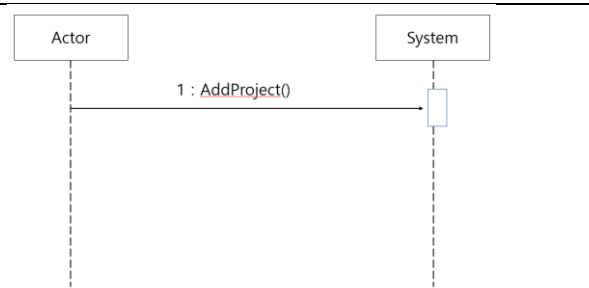 Actor
System
1 : AddProject()